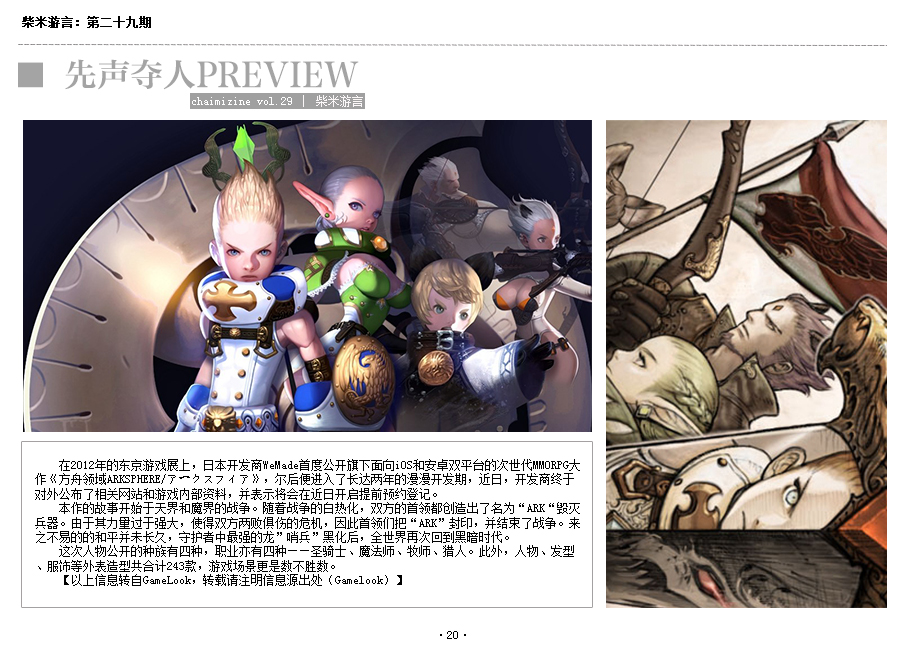 柴米游言：第二十九期
先声夺人PREVIEW
chaimizine vol.29 | 柴米游言
在2012年的东京游戏展上，日本开发商WeMade首度公开旗下面向iOS和安卓双平台的次世代MMORPG大
作《方舟领域ARKSPHERE/アークスフィア》，尔后便进入了长达两年的漫漫开发期，近日，开发商终于
对外公布了相关网站和游戏内部资料，并表示将会在近日开启提前预约登记。
本作的故事开始于天界和魔界的战争。随着战争的白热化，双方的首领都创造出了名为“ARK“毁灭
兵器。由于其力量过于强大，使得双方两败俱伤的危机，因此首领们把“ARK”封印，并结束了战争。来
之不易的的和平并未长久，守护者中最强的龙”哨兵”黑化后，全世界再次回到黑暗时代。
这次人物公开的种族有四种，职业亦有四种－－圣骑士、魔法师、牧师、猎人。此外，人物、发型
、服饰等外表造型共合计243款，游戏场景更是数不胜数。
【以上信息转自GameLook，转载请注明信息源出处（Gamelook）】
·20·